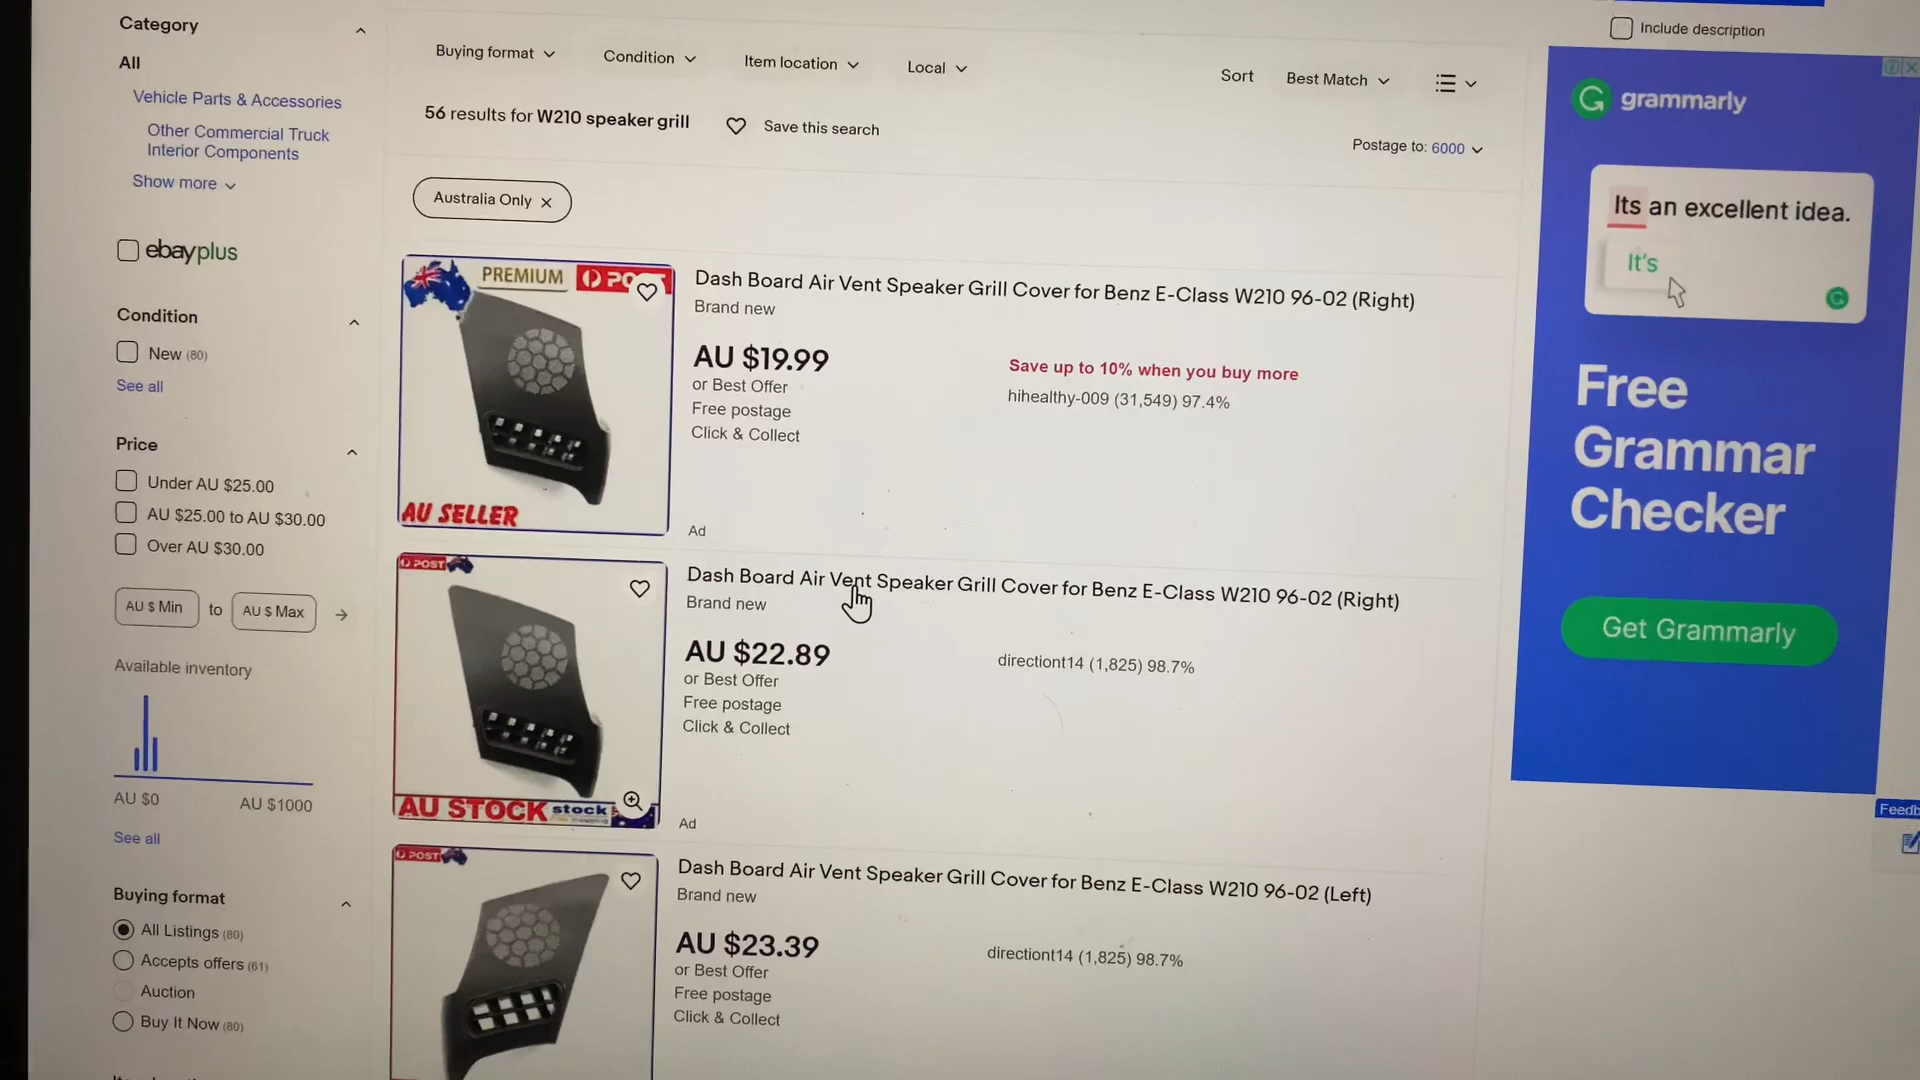 Category
All
Vehicle Parts & Accessories
Other Commercial Truck
Interior Components
Show more
ebayplus
Condition
New (80)
See all
Price
Under AU $25.00
AU $25.00 to AU $30.00
Over AU $30.00
AU $ Min to AU $ Max
Available inventory
AU $0 AU $1000
See all
Buying format
All Listings (80)
Accepts offers (61)
Auction
Buy It Now (80)
Buying format Condition Item location Local
Sort Best Match
56 results for W210 speaker grill Save this search
Postage to: 6000
Australia Only
PREMIUM
AU SELLER
Dash Board Air Vent Speaker Grill Cover for Benz E-Class W210 96-02 (Right)
Brand new
AU $19.99
or Best Offer
Free postage
Click & Collect
Save up to 10% when you buy more
hihealthy-009 (31,549) 97.4%
Ad
POST
AU STOCK stock
Dash Board Air Vent Speaker Grill Cover for Benz E-Class W210 96-02 (Right)
Brand new
AU $22.89
or Best Offer
Free postage
Click & Collect
directiont14 (1,825) 98.7%
Ad
POST
Dash Board Air Vent Speaker Grill Cover for Benz E-Class W210 96-02 (Left)
Brand new
AU $23.39
or Best Offer
Free postage
Click & Collect
directiont14 (1,825) 98.7%
Include description
grammarly
Its an excellent idea.
It's
Free
Grammar
Checker
Get Grammarly
Feedb